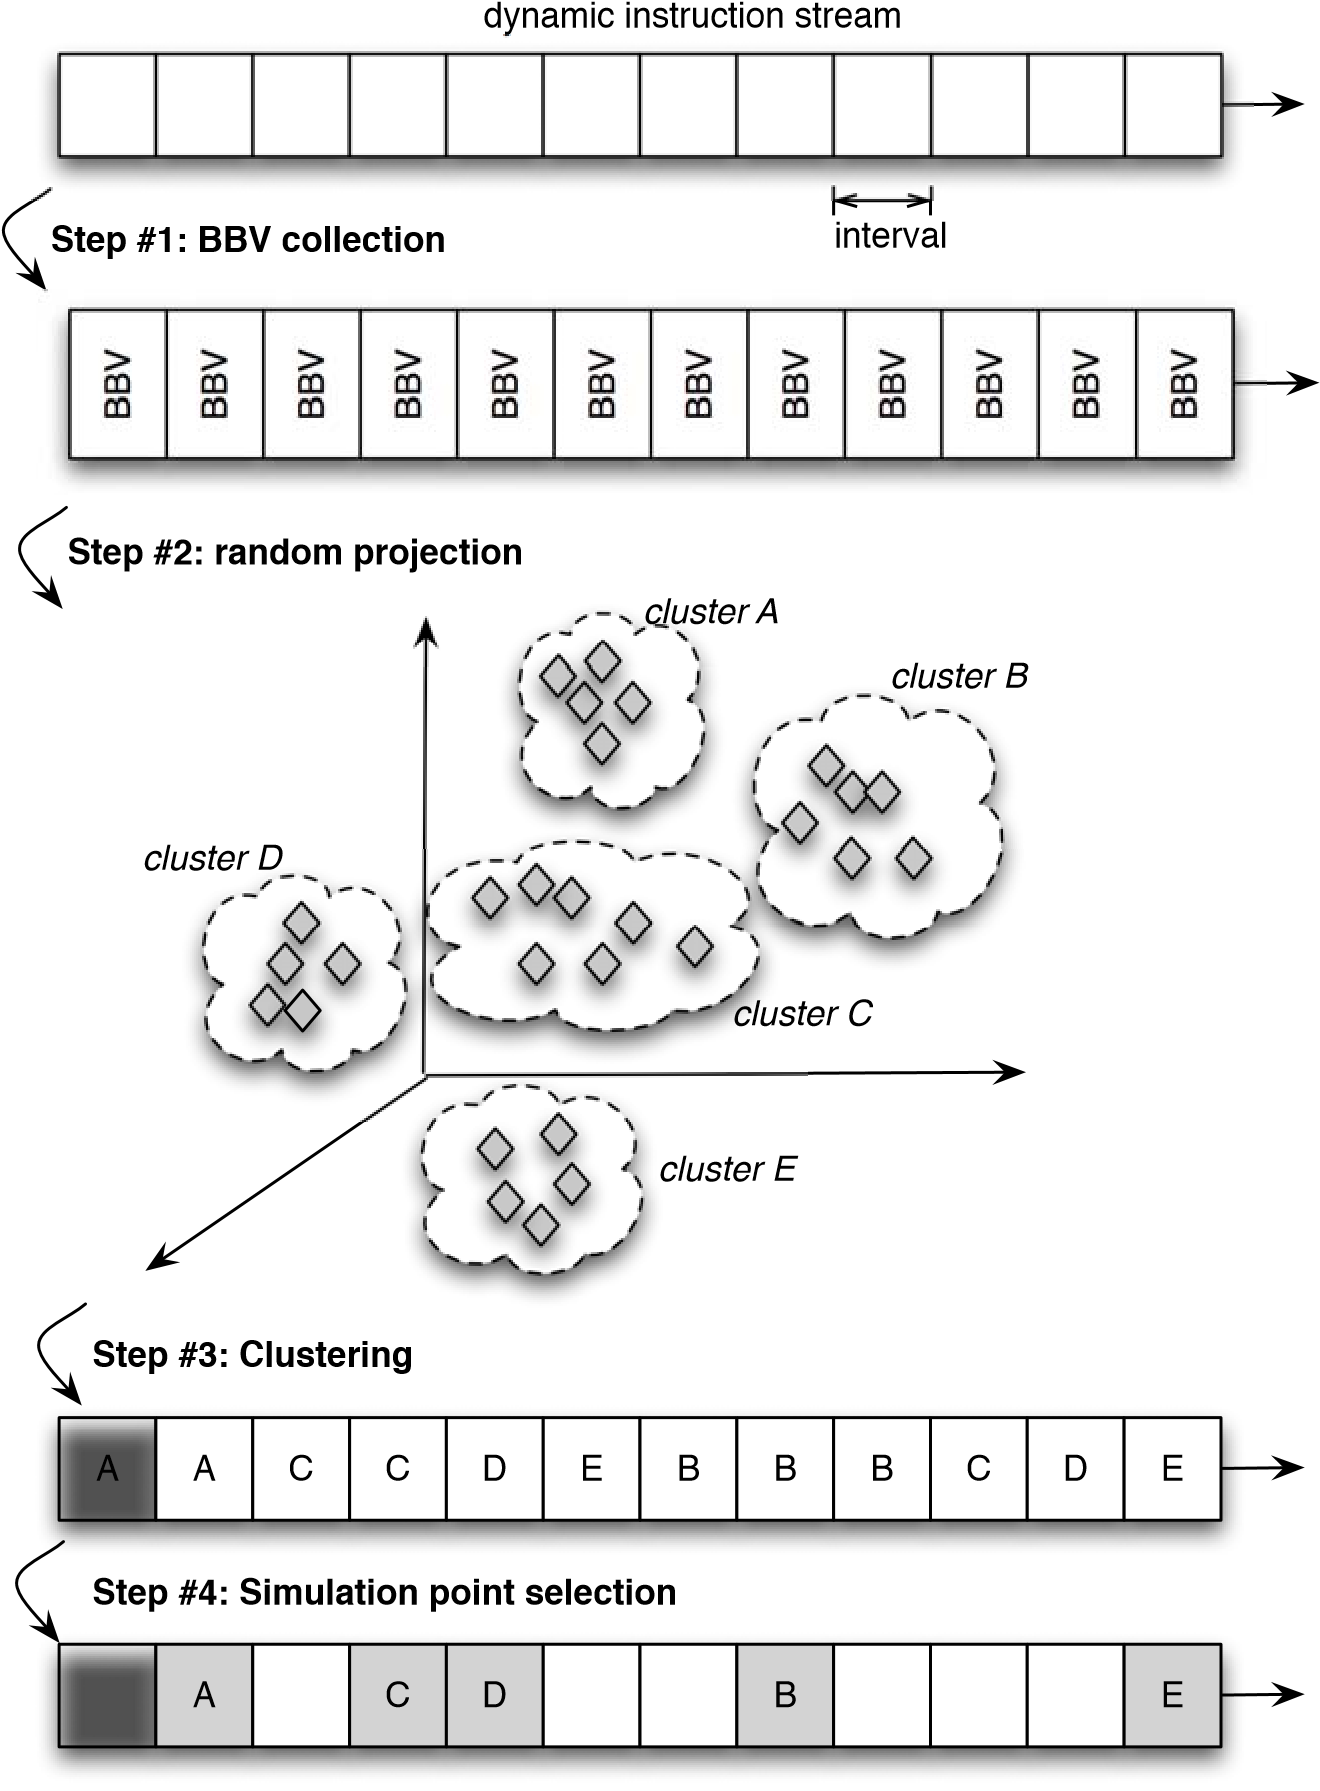 dynamic instruction stream
interval
Step #1: BBV collection
BBV BBV BBV BBV BBV BBV BBV BBV BBV BBV BBV BBV
Step #2: random projection
cluster A
cluster B
cluster D
cluster C
cluster E
Step #3: Clustering
A A C C D E B B B C D E
Step #4: Simulation point selection
A C D B E